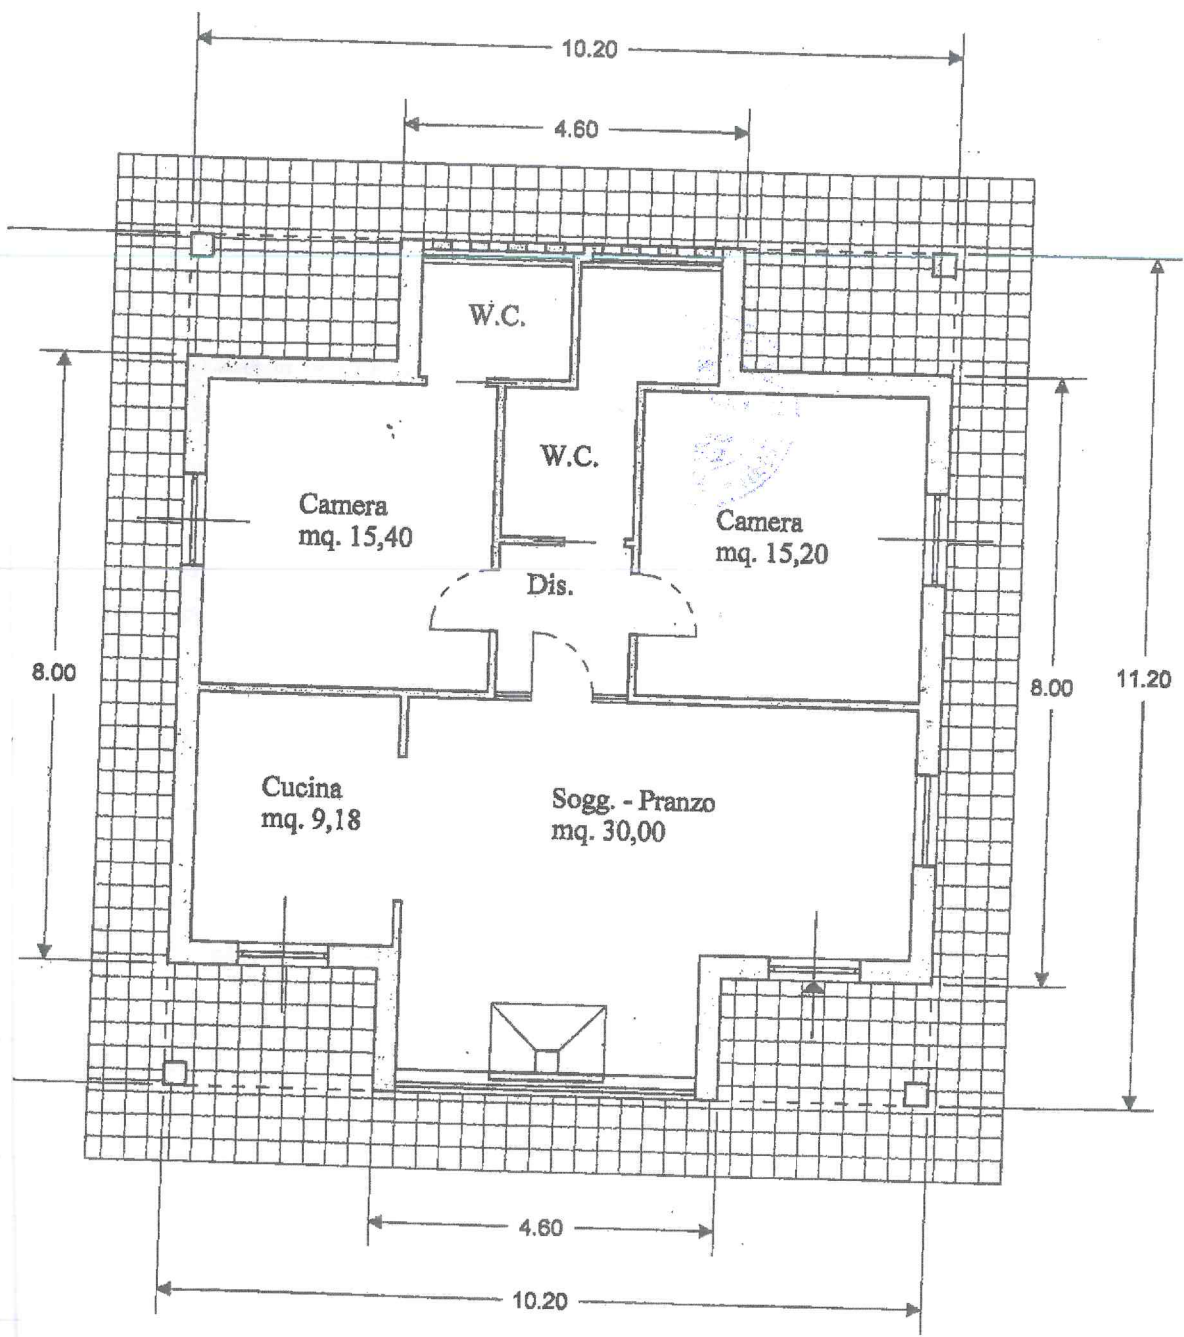 10.20
4.60
W.C.
W.C.
Camera
mq. 15,40
Camera
mq. 15,20
Dis.
8.00
8.00
11.20
Cucina
mq. 9,18
Sogg. - Pranzo
mq. 30,00
4.60
10.20